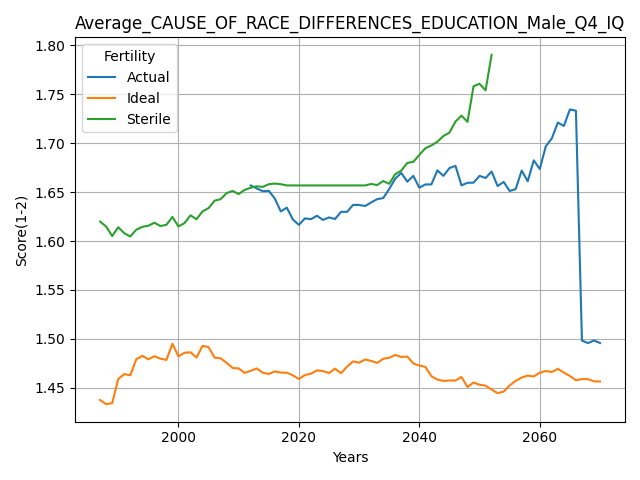 Average_CAUSE_OF_RACE_DIFFERENCES_EDUCATION_Male_Q4_IQ
Fertility
Actual
Ideal
Sterile
Score(1-2)
1.80
1.75
1.70
1.65
1.60
1.55
1.50
1.45
2000
2020
2040
2060
Years